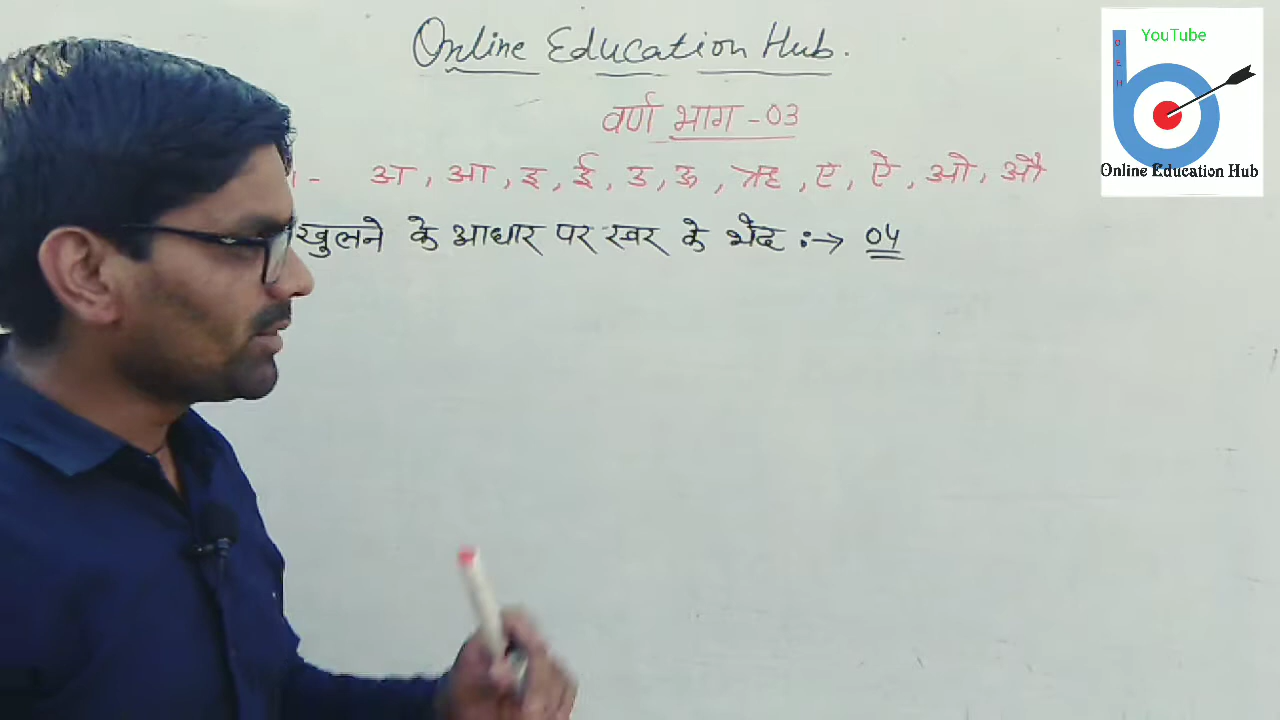 Online Education Hub.
YouTube
O
E
H
Online Education Hub
वर्ण भाग -03
- अ, आ, इ, ई, उ, ऊ, ऋ, ए, ऐ, ओ, औ
खुलने के आधार पर स्वर के भेद :→ 04